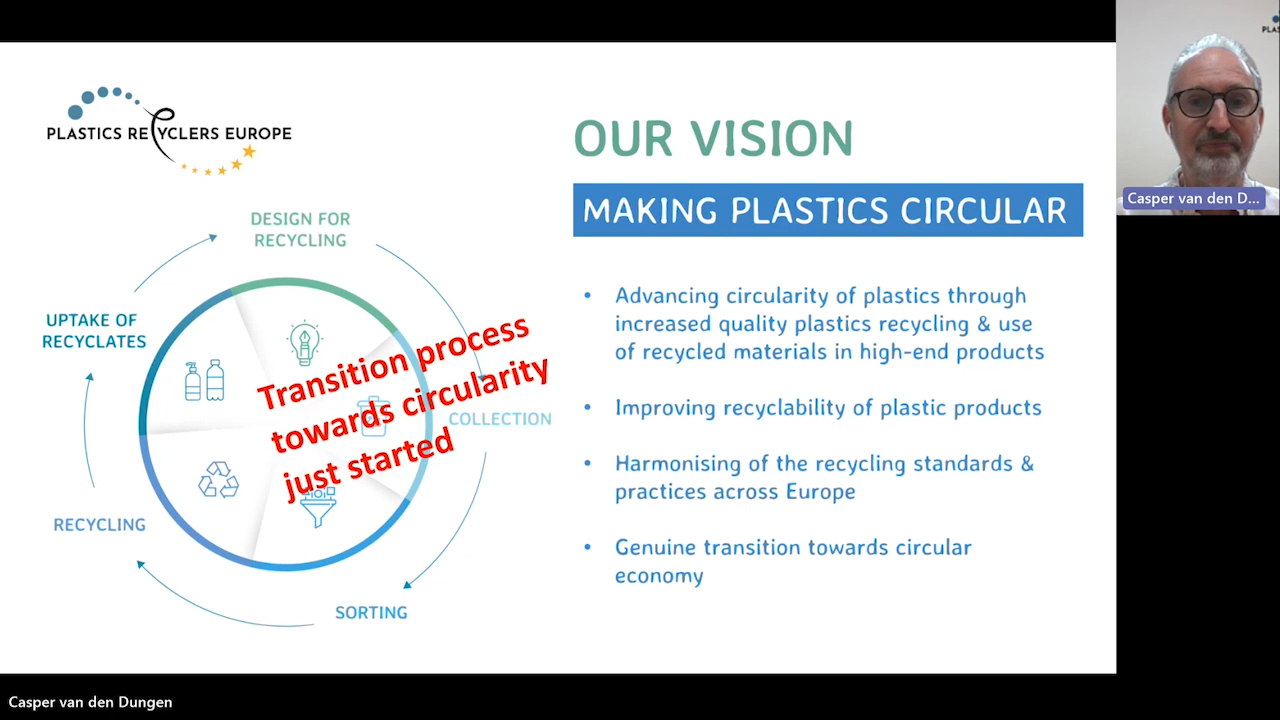 PLASTICS RECYCLERS EUROPE
OUR VISION
MAKING PLASTICS CIRCULAR
DESIGN FOR
RECYCLING
UPTAKE OF
RECYCLATES
COLLECTION
RECYCLING
SORTING
Transition process
towards circularity
just started
• Advancing circularity of plastics through
increased quality plastics recycling & use
of recycled materials in high-end products
• Improving recyclability of plastic products
• Harmonising of the recycling standards &
practices across Europe
• Genuine transition towards circular
economy
Casper van den D...
Casper van den Dungen